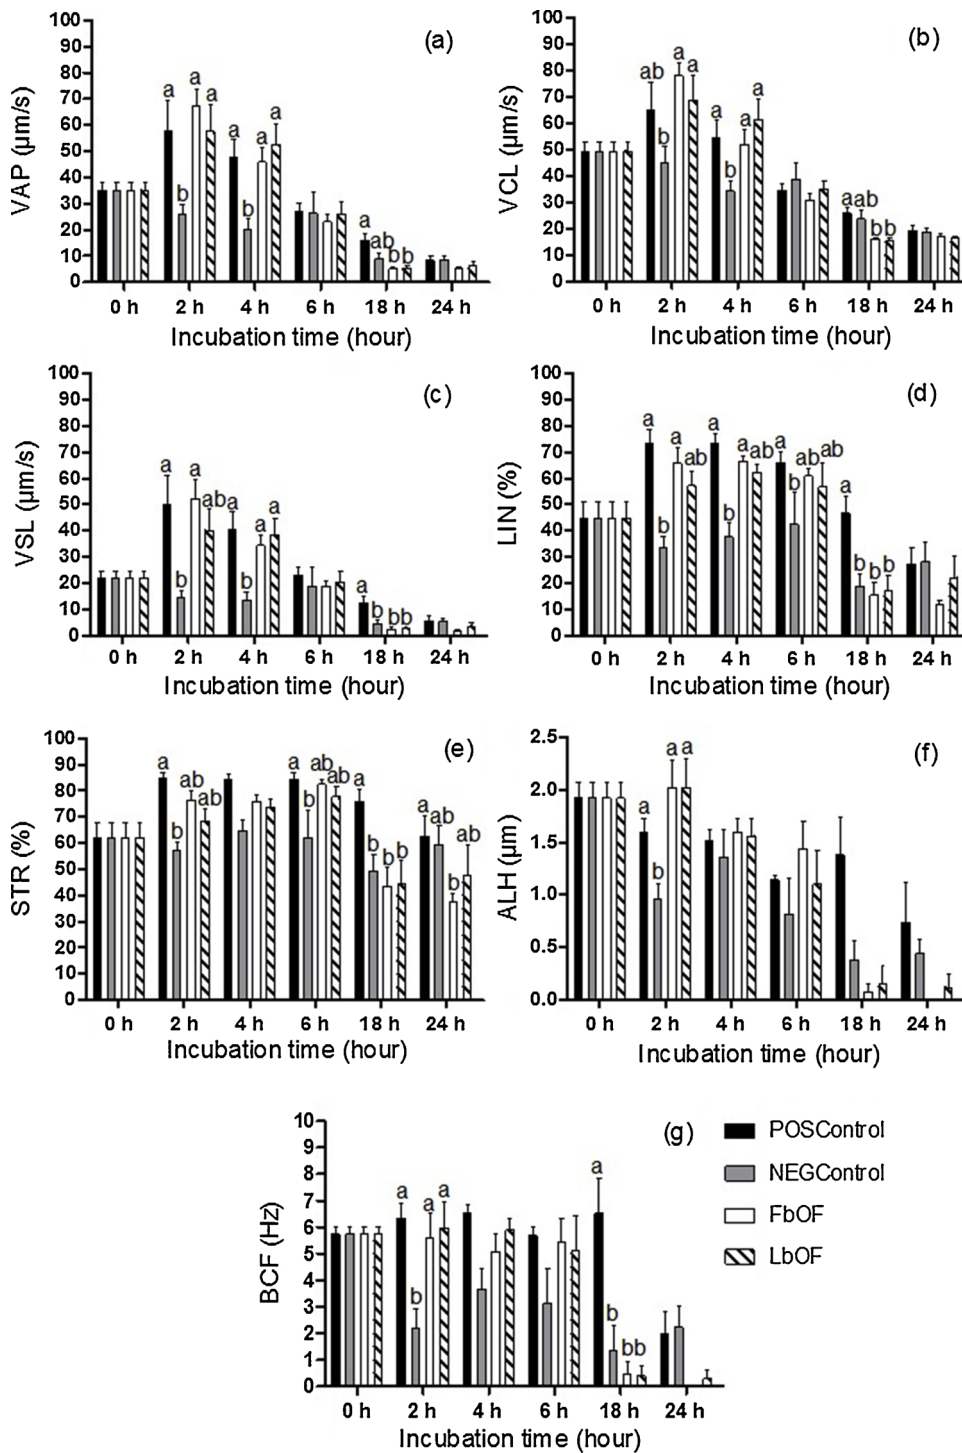 (a)
VAP (µm/s)
100
90
80
70
60
50
40
30
20
10
0
a
b
a
a
a
b
a
a
a
ab
b
b
0 h 2 h 4 h 6 h 18 h 24 h
Incubation time (hour)
(b)
VCL (µm/s)
100
90
80
70
60
50
40
30
20
10
0
ab
b
a
a
a
b
a
a
a
ab
b
b
0 h 2 h 4 h 6 h 18 h 24 h
Incubation time (hour)
(c)
VSL (µm/s)
100
90
80
70
60
50
40
30
20
10
0
a
b
a
ab
a
b
a
a
a
b
b
b
0 h 2 h 4 h 6 h 18 h 24 h
Incubation time (hour)
(d)
LIN (%)
100
90
80
70
60
50
40
30
20
10
0
a
b
a
ab
a
b
a
ab
a
b
ab
ab
a
b
b
b
0 h 2 h 4 h 6 h 18 h 24 h
Incubation time (hour)
(e)
STR (%)
100
90
80
70
60
50
40
30
20
10
0
a
b
ab
ab
a
b
ab
ab
a
b
b
b
a
ab
b
ab
0 h 2 h 4 h 6 h 18 h 24 h
Incubation time (hour)
(f)
ALH (µm)
2.5
2.0
1.5
1.0
0.5
0.0
a
b
a
a
0 h 2 h 4 h 6 h 18 h 24 h
Incubation time (hour)
(g)
BCF (Hz)
10
9
8
7
6
5
4
3
2
1
0
a
b
a
a
a
b
b
b
0 h 2 h 4 h 6 h 18 h 24 h
Incubation time (hour)
POSControl
NEGControl
FbOF
LbOF